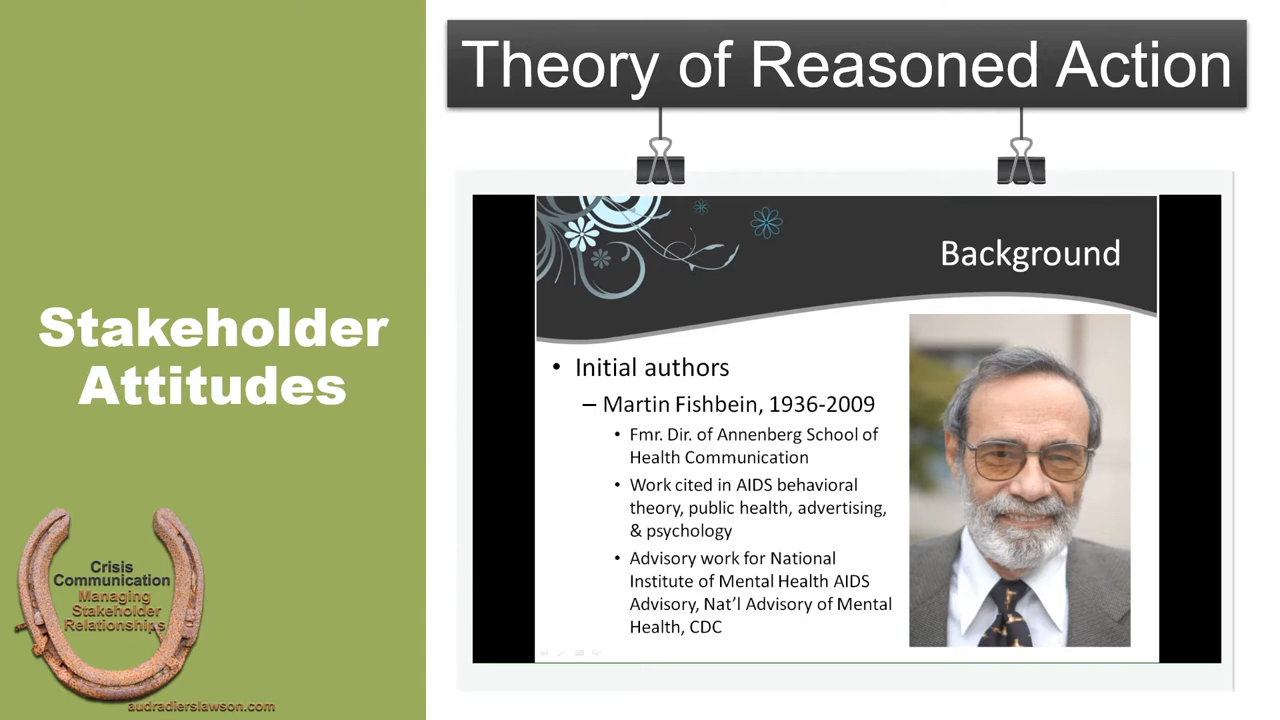 Theory of Reasoned Action
Stakeholder
Attitudes
Background
• Initial authors
– Martin Fishbein, 1936-2009
• Fmr. Dir. of Annenberg School of
Health Communication
• Work cited in AIDS behavioral
theory, public health, advertising,
& psychology
• Advisory work for National
Institute of Mental Health AIDS
Advisory, Nat'l Advisory of Mental
Health, CDC
Crisis
Communication
Managing
Stakeholder
Relationships
audradierslawson.com